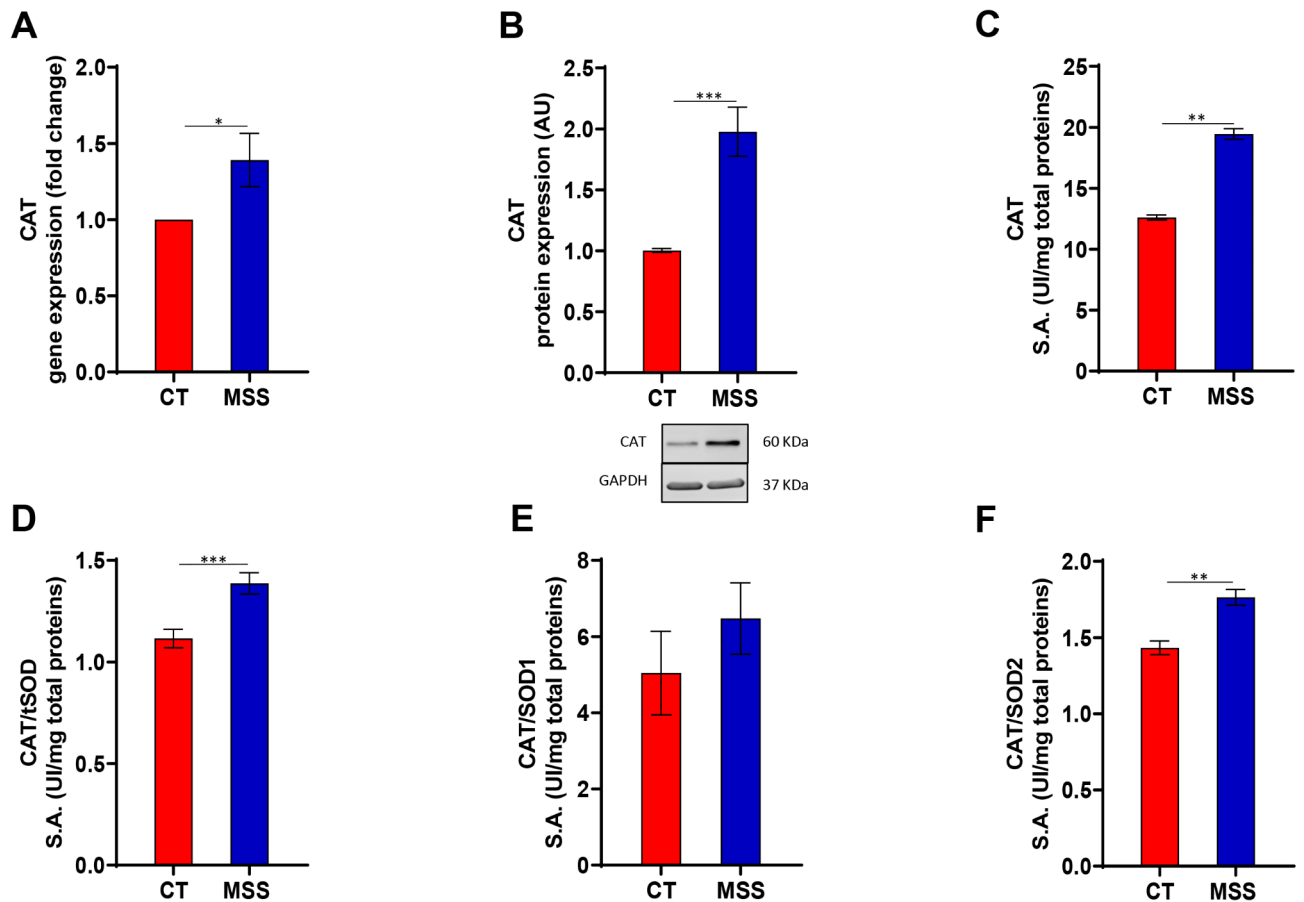 A
CAT
gene expression (fold change)
2.0
1.5
1.0
0.5
0.0
*
CT MSS
B
CAT
protein expression (AU)
2.5
2.0
1.5
1.0
0.5
0.0
***
CT MSS
CAT 60 KDa
GAPDH 37 KDa
C
CAT
S.A. (UI/mg total proteins)
25
20
15
10
5
0
**
CT MSS
D
CAT/tSOD
S.A. (UI/mg total proteins)
1.5
1.0
0.5
0.0
***
CT MSS
E
CAT/SOD1
S.A. (UI/mg total proteins)
8
6
4
2
0
CT MSS
F
CAT/SOD2
S.A. (UI/mg total proteins)
2.0
1.5
1.0
0.5
0.0
**
CT MSS